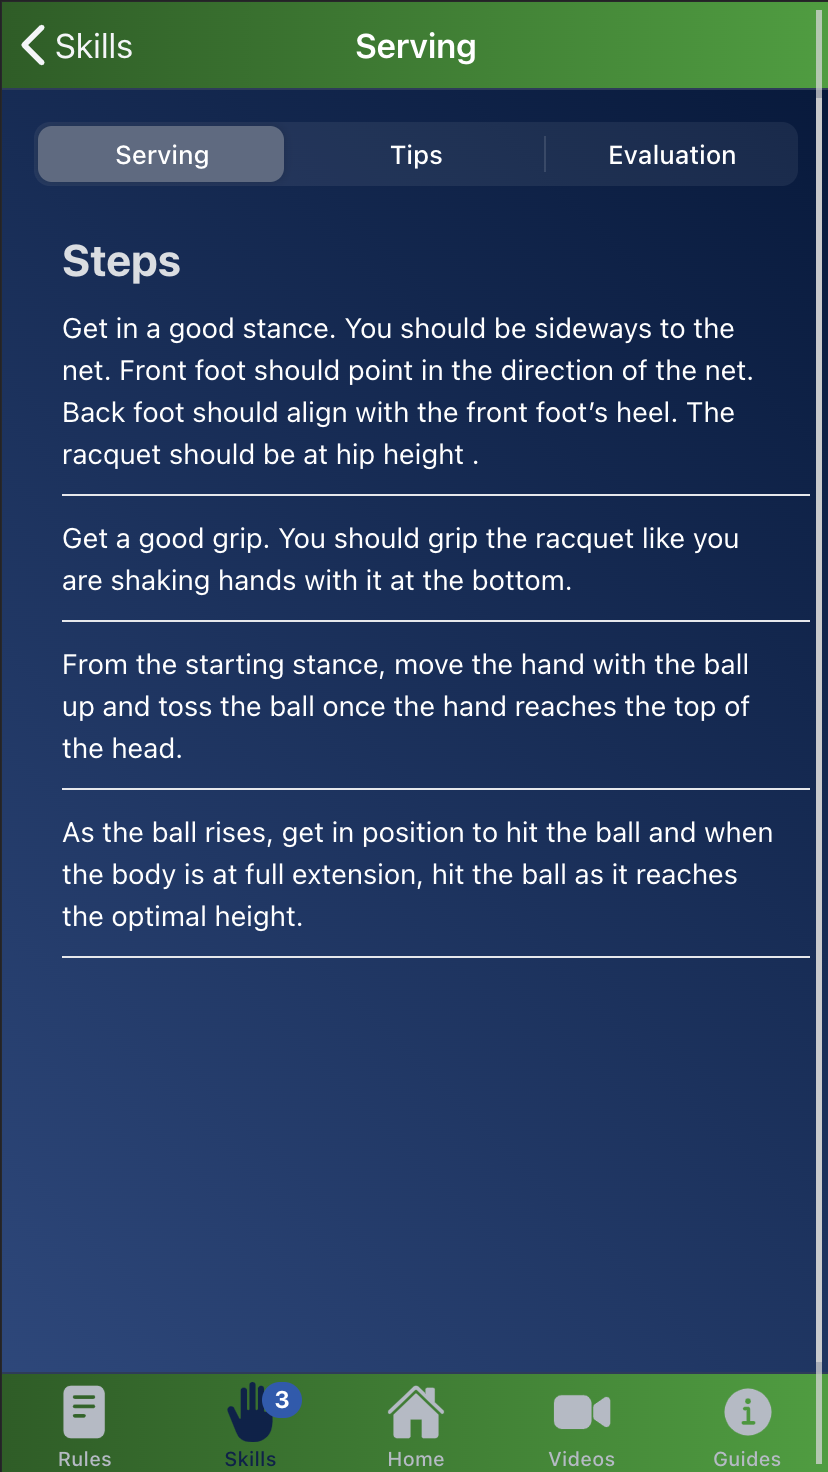 Skills
Serving
Serving
Tips
Evaluation
Steps
Get in a good stance. You should be sideways to the
net. Front foot should point in the direction of the net.
Back foot should align with the front foot’s heel. The
racquet should be at hip height .
Get a good grip. You should grip the racquet like you
are shaking hands with it at the bottom.
From the starting stance, move the hand with the ball
up and toss the ball once the hand reaches the top of
the head.
As the ball rises, get in position to hit the ball and when
the body is at full extension, hit the ball as it reaches
the optimal height.
3
Rules
Skills
Home
Videos
Guides